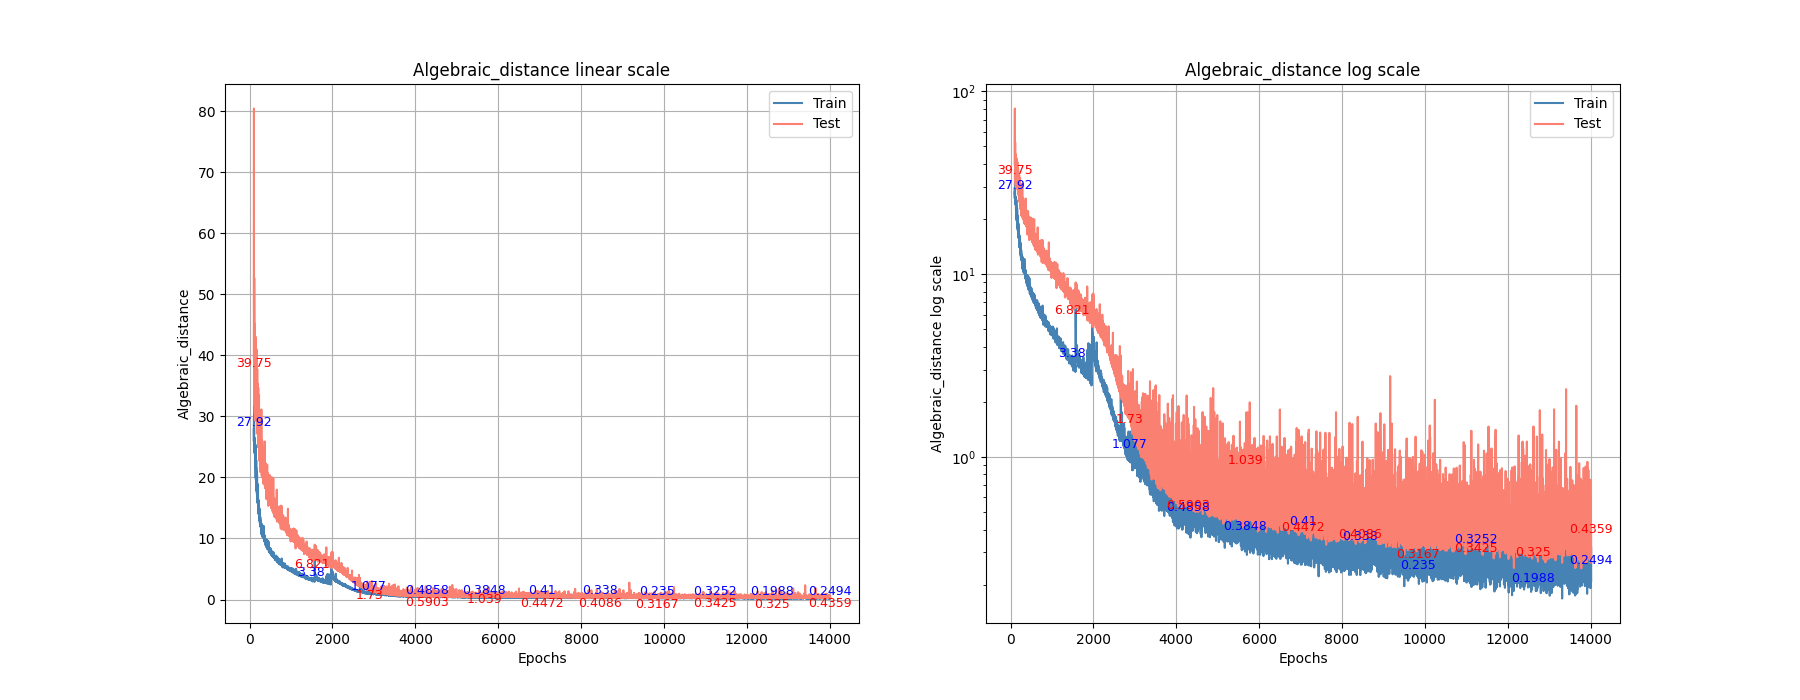 Algebraic_distance linear scale
Algebraic_distance
80
70
60
50
40
30
20
10
0
0 2000 4000 6000 8000 10000 12000 14000
Epochs
Train
Test
39.75
27.92
6.821
3.38
1.077
1.73
0.4858 0.3848 0.41 0.338 0.235 0.3252 0.1988 0.2494
0.5903 1.039 0.4472 0.4086 0.3167 0.3425 0.325 0.4359
Algebraic_distance log scale
Algebraic_distance log scale
10²
10¹
10⁰
0 2000 4000 6000 8000 10000 12000 14000
Epochs
Train
Test
39.75
27.92
6.821
3.38
1.73
1.077
1.039
0.5903
0.4858
0.3848
0.41
0.4472
0.4086
0.338
0.3167
0.235
0.3252
0.3425
0.325
0.1988
0.4359
0.2494